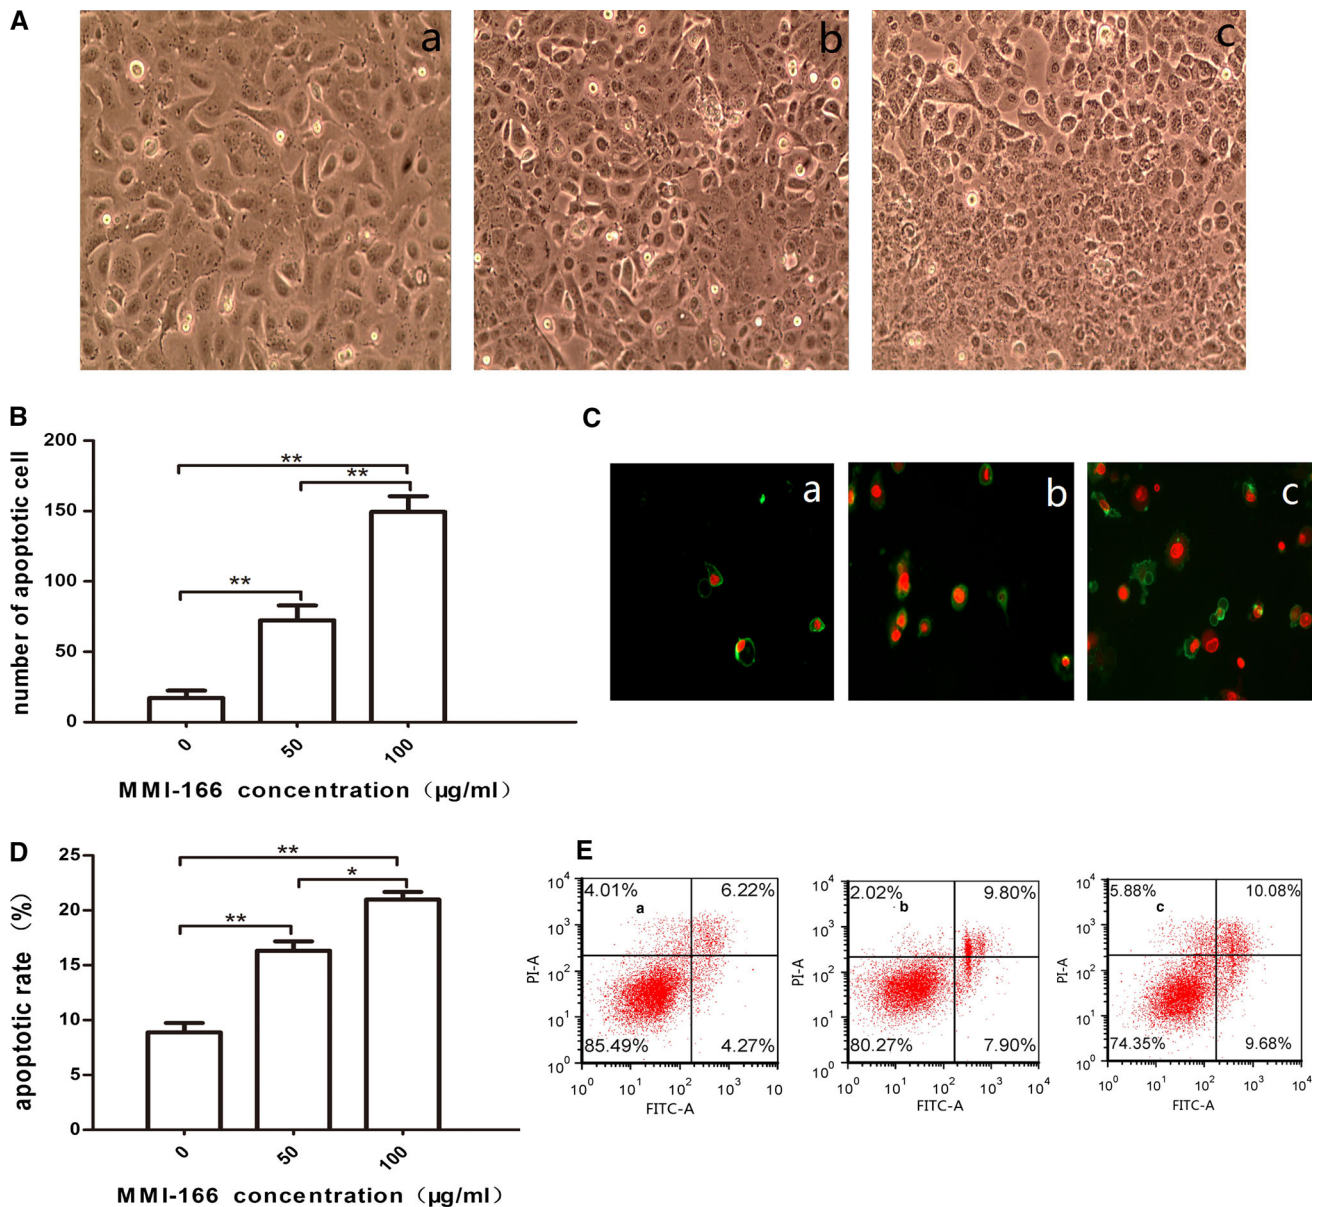 A
a
b
c
B
number of apoptotic cell
200
150
100
50
0
**
**
**
0
50
100
MMI-166 concentration（µg/ml）
C
a
b
c
D
apoptotic rate （%）
25
20
15
10
5
0
**
*
**
0
50
100
MMI-166 concentration（µg/ml）
E
4.01%
6.22%
a
85.49%
4.27%
PI-A
10⁴
10³
10²
10¹
10⁰
10⁰ 10¹ 10² 10³ 10
FITC-A
2.02%
9.80%
b
80.27%
7.90%
PI-A
10⁴
10³
10²
10¹
10⁰
10⁰ 10¹ 10² 10³ 10⁴
FITC-A
5.88%
10.08%
c
74.35%
9.68%
PI-A
10⁴
10³
10²
10¹
10⁰
10⁰ 10¹ 10² 10³ 10⁴
FITC-A